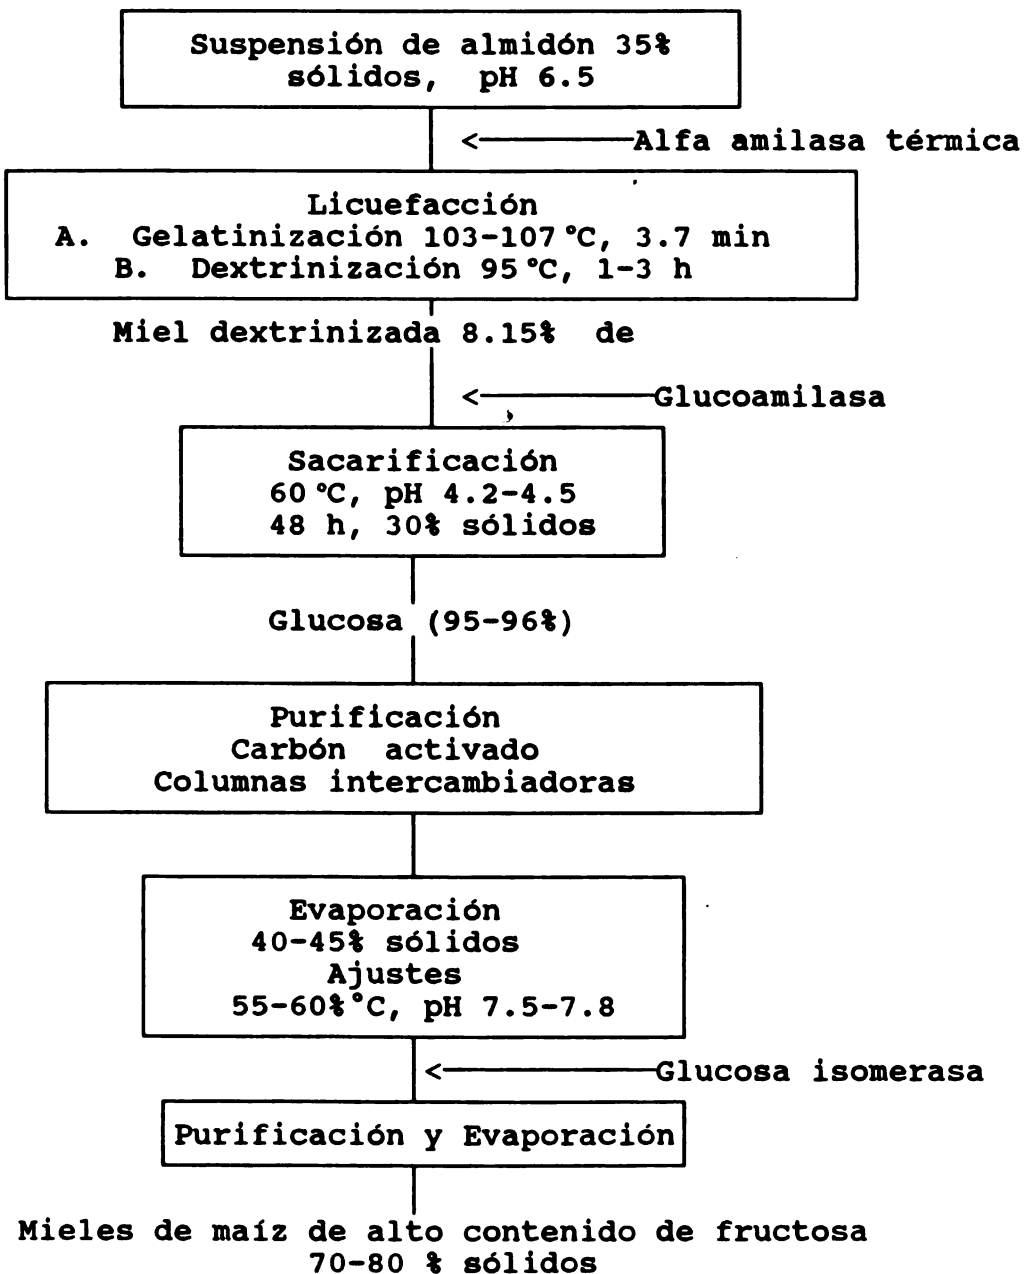 Suspensión de almidón 35%
sólidos, pH 6.5
<-------Alfa amilasa térmica
Licuefacción
A. Gelatinización 103-107 °C, 3.7 min
B. Dextrinización 95 °C, 1-3 h
Miel dextrinizada 8.15% de
<-------Glucoamilasa
Sacarificación
60 °C, pH 4.2-4.5
48 h, 30% sólidos
Glucosa (95-96%)
Purificación
Carbón activado
Columnas intercambiadoras
Evaporación
40-45% sólidos
Ajustes
55-60%°C, pH 7.5-7.8
<-------Glucosa isomerasa
Purificación y Evaporación
Mieles de maíz de alto contenido de fructosa
70-80 % sólidos